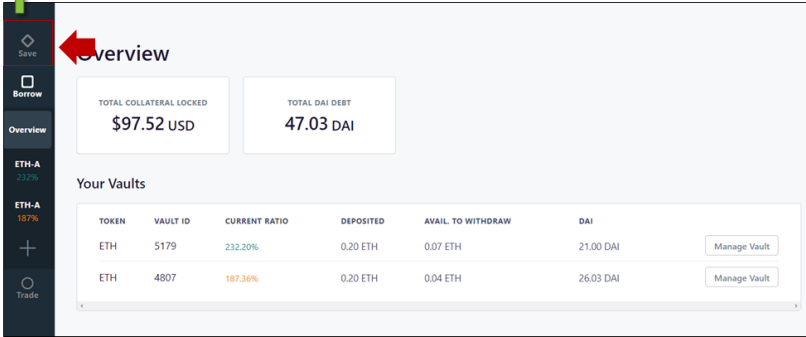 Save
Borrow
Overview
ETH-A
232%
ETH-A
187%
Trade
Overview
TOTAL COLLATERAL LOCKED
$97.52 USD
TOTAL DAI DEBT
47.03 DAI
Your Vaults
TOKEN VAULT ID CURRENT RATIO DEPOSITED AVAIL. TO WITHDRAW DAI
ETH 5179 232.20% 0.20 ETH 0.07 ETH 21.00 DAI Manage Vault
ETH 4807 187.36% 0.20 ETH 0.04 ETH 26.03 DAI Manage Vault